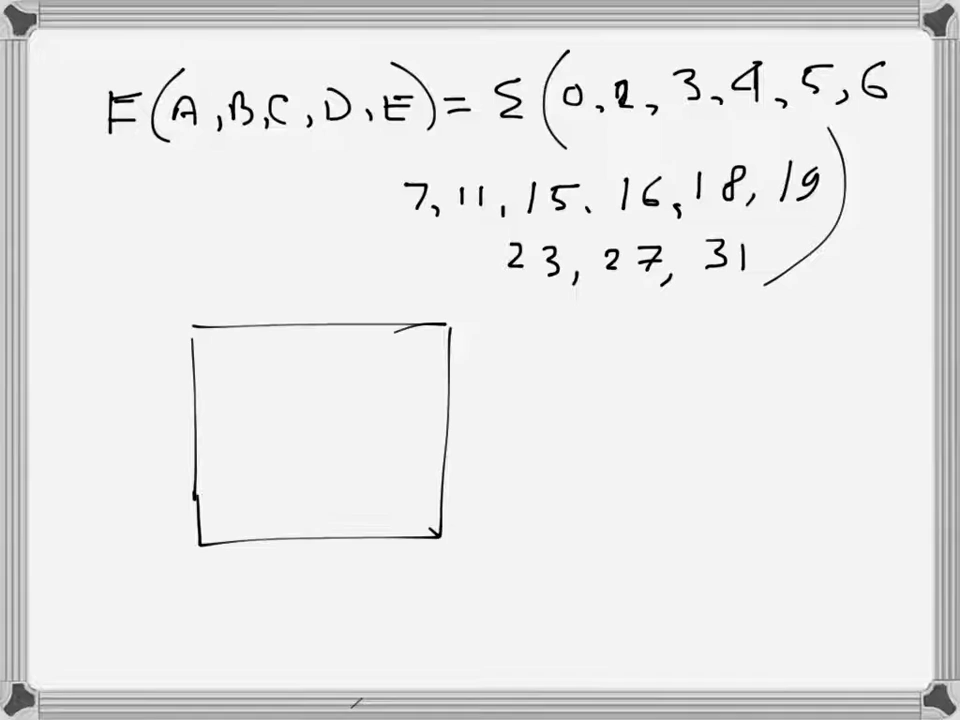 F(A,B,C,D,E) = Σ(0,2,3,4,5,6
7,11,15.16,18,19)
23,27,31